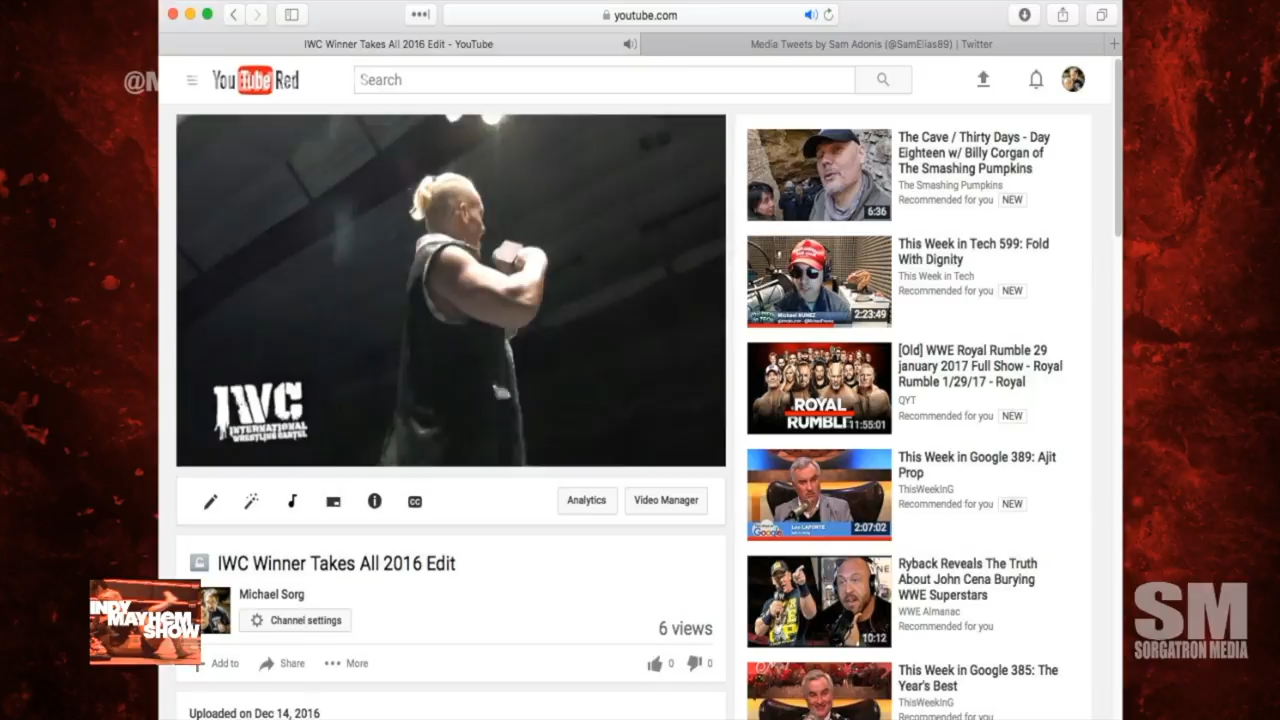 youtube.com
IWC Winner Takes All 2016 Edit - YouTube
Media Tweets by Sam Adonis (@SamElias89) | Twitter
@M
YouTube Red
Search
The Cave / Thirty Days - Day
Eighteen w/ Billy Corgan of
The Smashing Pumpkins
The Smashing Pumpkins
Recommended for you NEW
6:36
This Week in Tech 599: Fold
With Dignity
This Week in Tech
Recommended for you NEW
2:23:49
[Old] WWE Royal Rumble 29
january 2017 Full Show - Royal
Rumble 1/29/17 - Royal
QYT
Recommended for you NEW
ROYAL
RUMBL
11:55:01
IWC
INTERNATIONAL
WRESTLING CARTEL
This Week in Google 389: Ajit
Prop
ThisWeekInG
Recommended for you NEW
Leo LAPORTE
Google
2:07:02
CC
Analytics
Video Manager
IWC Winner Takes All 2016 Edit
Michael Sorg
Channel settings
6 views
Add to
Share
More
0
0
Uploaded on Dec 14, 2016
Ryback Reveals The Truth
About John Cena Burying
WWE Superstars
WWE Almanac
Recommended for you
10:12
This Week in Google 385: The
Year's Best
ThisWeekInG
INDY
MAYHEM
SHOW
SM
SORGATRON MEDIA